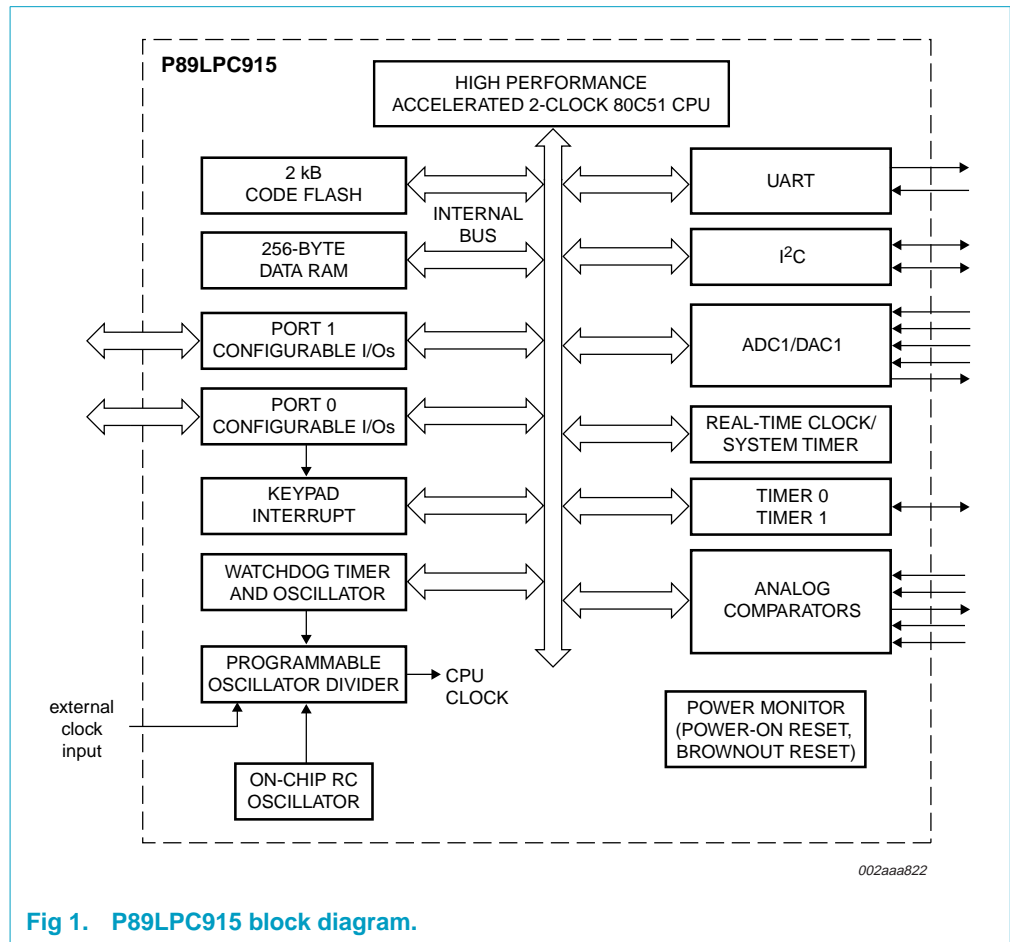 P89LPC915
HIGH PERFORMANCE
ACCELERATED 2-CLOCK 80C51 CPU
2 kB
CODE FLASH
INTERNAL
BUS
256-BYTE
DATA RAM
PORT 1
CONFIGURABLE I/Os
PORT 0
CONFIGURABLE I/Os
KEYPAD
INTERRUPT
WATCHDOG TIMER
AND OSCILLATOR
PROGRAMMABLE
OSCILLATOR DIVIDER
CPU
CLOCK
external
clock
input
ON-CHIP RC
OSCILLATOR
UART
I²C
ADC1/DAC1
REAL-TIME CLOCK/
SYSTEM TIMER
TIMER 0
TIMER 1
ANALOG
COMPARATORS
POWER MONITOR
(POWER-ON RESET,
BROWNOUT RESET)
002aaa822
Fig 1. P89LPC915 block diagram.